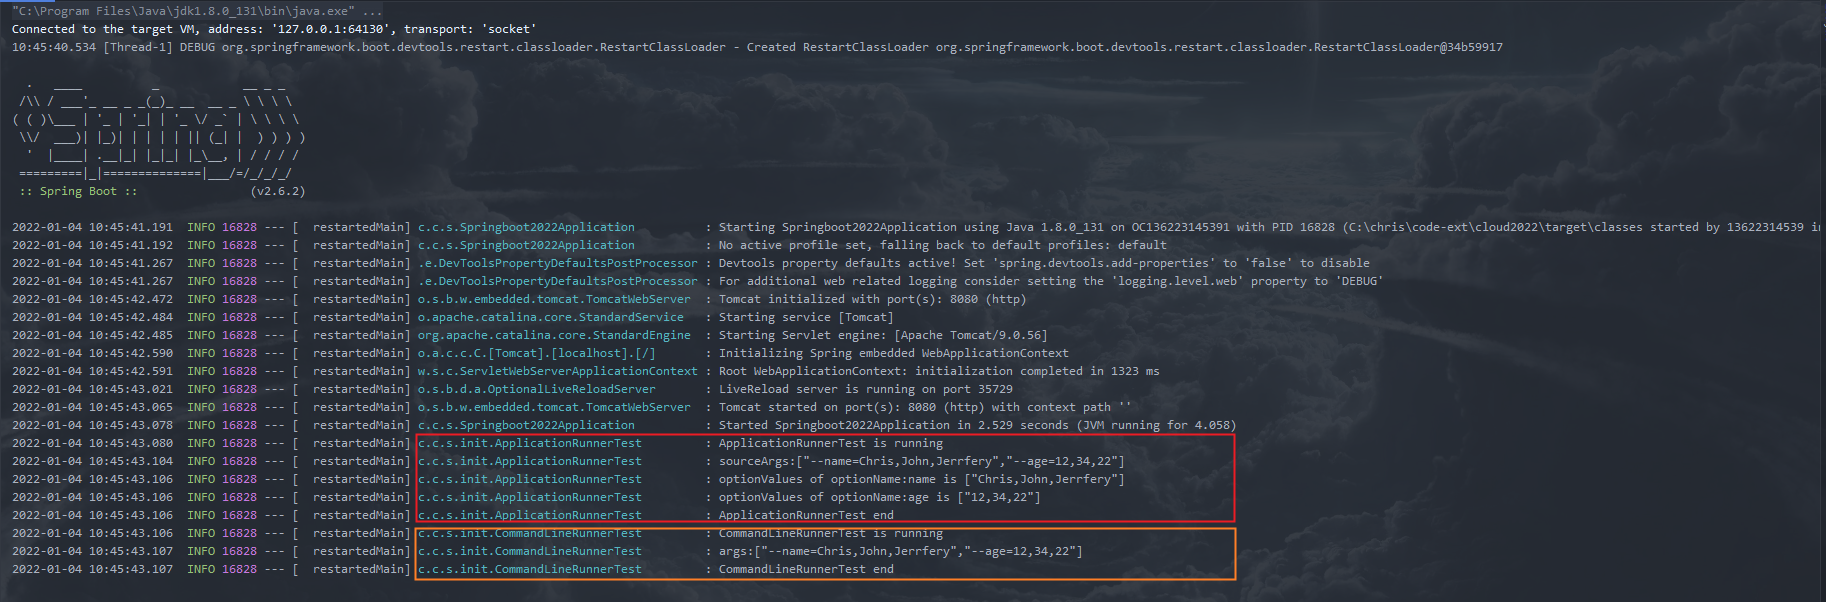 "C:\Program Files\Java\jdk1.8.0_131\bin\java.exe" ...
Connected to the target VM, address: '127.0.0.1:64130', transport: 'socket'
10:45:40.534 [Thread-1] DEBUG org.springframework.boot.devtools.restart.classloader.RestartClassLoader - Created RestartClassLoader org.springframework.boot.devtools.restart.classloader.RestartClassLoader@34b59917
  .   ____          _            __ _ _
 /\\ / ___'_ __ _ _(_)_ __  __ _ \ \ \ \
( ( )\___ | '_ | '_| | '_ \/ _` | \ \ \ \
 \\/  ___)| |_)| | | | | || (_| |  ) ) ) )
  '  |____| .__|_| |_|_| |_\__, | / / / /
 =========|_|==============|___/=/_/_/_/
 :: Spring Boot ::                (v2.6.2)
2022-01-04 10:45:41.191  INFO 16828 --- [  restartedMain] c.c.s.Springboot2022Application          : Starting Springboot2022Application using Java 1.8.0_131 on OC136223145391 with PID 16828 (C:\chris\code-ext\cloud2022\target\classes started by 13622314539 in
2022-01-04 10:45:41.192  INFO 16828 --- [  restartedMain] c.c.s.Springboot2022Application          : No active profile set, falling back to default profiles: default
2022-01-04 10:45:41.267  INFO 16828 --- [  restartedMain] .e.DevToolsPropertyDefaultsPostProcessor : Devtools property defaults active! Set 'spring.devtools.add-properties' to 'false' to disable
2022-01-04 10:45:41.267  INFO 16828 --- [  restartedMain] .e.DevToolsPropertyDefaultsPostProcessor : For additional web related logging consider setting the 'logging.level.web' property to 'DEBUG'
2022-01-04 10:45:42.472  INFO 16828 --- [  restartedMain] o.s.b.w.embedded.tomcat.TomcatWebServer  : Tomcat initialized with port(s): 8080 (http)
2022-01-04 10:45:42.484  INFO 16828 --- [  restartedMain] o.apache.catalina.core.StandardService   : Starting service [Tomcat]
2022-01-04 10:45:42.485  INFO 16828 --- [  restartedMain] org.apache.catalina.core.StandardEngine  : Starting Servlet engine: [Apache Tomcat/9.0.56]
2022-01-04 10:45:42.590  INFO 16828 --- [  restartedMain] o.a.c.c.C.[Tomcat].[localhost].[/]       : Initializing Spring embedded WebApplicationContext
2022-01-04 10:45:42.591  INFO 16828 --- [  restartedMain] w.s.c.ServletWebServerApplicationContext : Root WebApplicationContext: initialization completed in 1323 ms
2022-01-04 10:45:43.021  INFO 16828 --- [  restartedMain] o.s.b.d.a.OptionalLiveReloadServer       : LiveReload server is running on port 35729
2022-01-04 10:45:43.065  INFO 16828 --- [  restartedMain] o.s.b.w.embedded.tomcat.TomcatWebServer  : Tomcat started on port(s): 8080 (http) with context path ''
2022-01-04 10:45:43.078  INFO 16828 --- [  restartedMain] c.c.s.Springboot2022Application          : Started Springboot2022Application in 2.529 seconds (JVM running for 4.058)
2022-01-04 10:45:43.080  INFO 16828 --- [  restartedMain] c.c.s.init.ApplicationRunnerTest         : ApplicationRunnerTest is running
2022-01-04 10:45:43.104  INFO 16828 --- [  restartedMain] c.c.s.init.ApplicationRunnerTest         : sourceArgs:["--name=Chris,John,Jerrfery","--age=12,34,22"]
2022-01-04 10:45:43.106  INFO 16828 --- [  restartedMain] c.c.s.init.ApplicationRunnerTest         : optionValues of optionName:name is ["Chris,John,Jerrfery"]
2022-01-04 10:45:43.106  INFO 16828 --- [  restartedMain] c.c.s.init.ApplicationRunnerTest         : optionValues of optionName:age is ["12,34,22"]
2022-01-04 10:45:43.106  INFO 16828 --- [  restartedMain] c.c.s.init.ApplicationRunnerTest         : ApplicationRunnerTest end
2022-01-04 10:45:43.106  INFO 16828 --- [  restartedMain] c.c.s.init.CommandLineRunnerTest         : CommandLineRunnerTest is running
2022-01-04 10:45:43.107  INFO 16828 --- [  restartedMain] c.c.s.init.CommandLineRunnerTest         : args:["--name=Chris,John,Jerrfery","--age=12,34,22"]
2022-01-04 10:45:43.107  INFO 16828 --- [  restartedMain] c.c.s.init.CommandLineRunnerTest         : CommandLineRunnerTest end